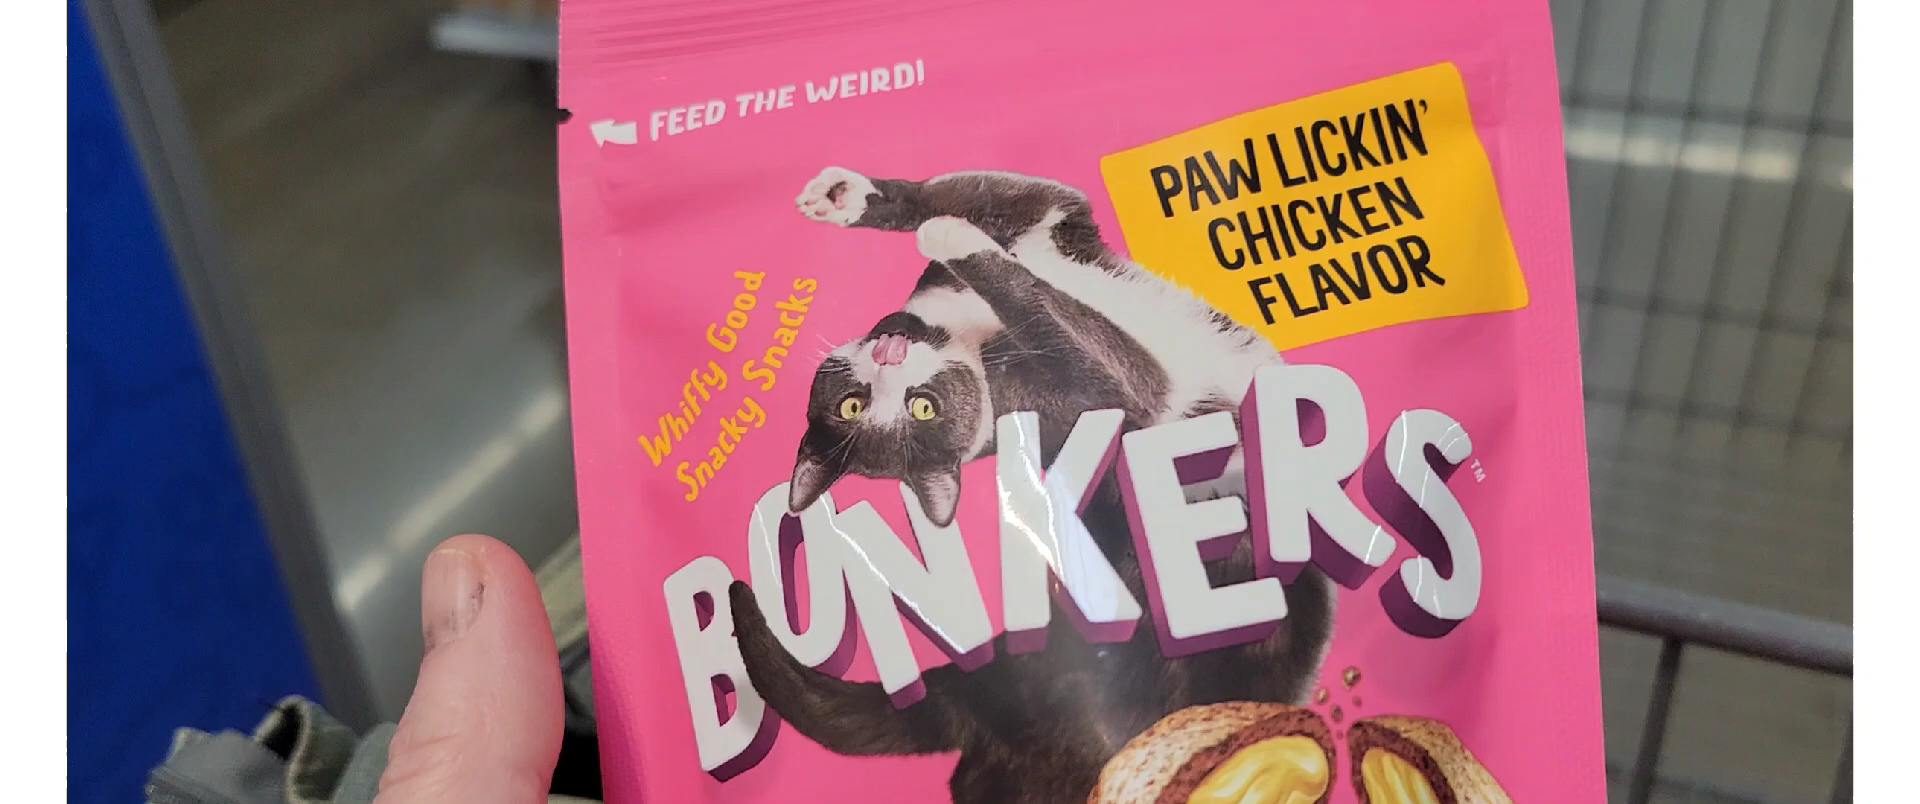 FEED THE WEIRD!
PAW LICKIN'
CHICKEN
FLAVOR
Whiffy Good
Snacky Snacks
BONKERS™